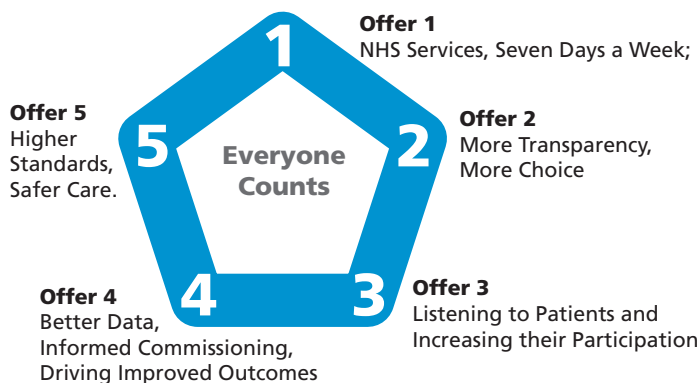 1
Offer 1
NHS Services, Seven Days a Week;
2
Offer 2
More Transparency,
More Choice
3
Offer 3
Listening to Patients and
Increasing their Participation
4
Offer 4
Better Data,
Informed Commissioning,
Driving Improved Outcomes
5
Offer 5
Higher
Standards,
Safer Care.
Everyone
Counts